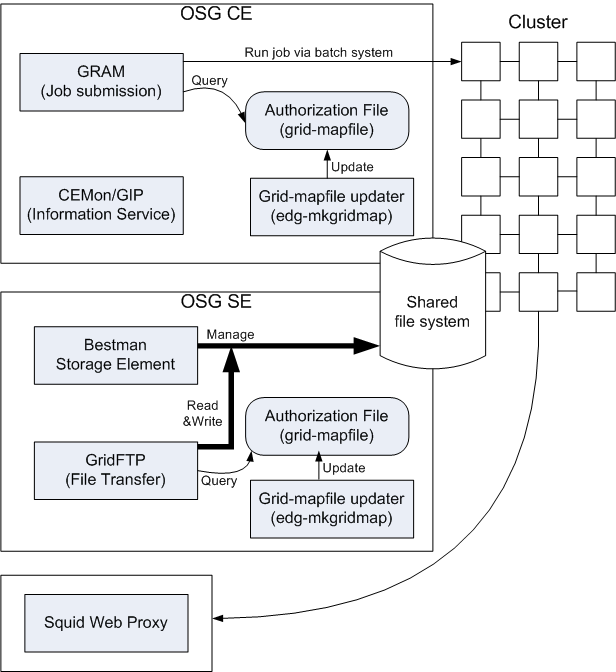 OSG CE
Cluster
GRAM
(Job submission)
Run job via batch system
Query
Authorization File
(grid-mapfile)
Update
CEMon/GIP
(Information Service)
Grid-mapfile updater
(edg-mkgridmap)
Shared
file system
OSG SE
Bestman
Storage Element
Manage
Read
&Write
Authorization File
(grid-mapfile)
GridFTP
(File Transfer)
Query
Update
Grid-mapfile updater
(edg-mkgridmap)
Squid Web Proxy